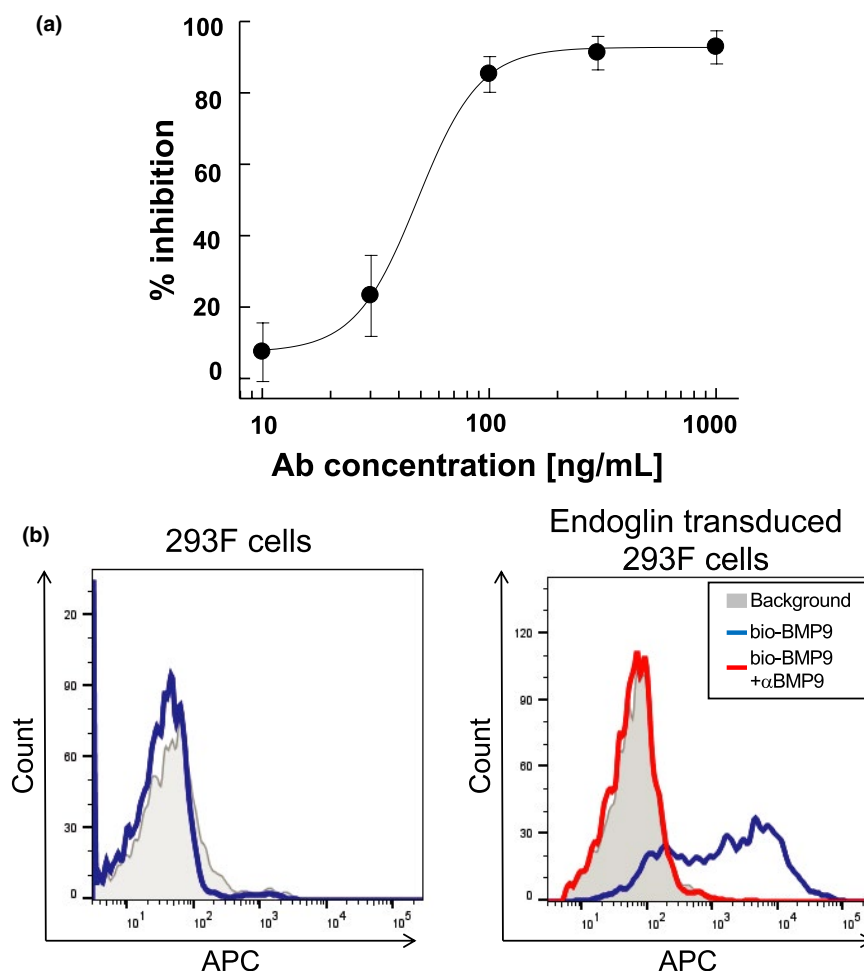 (a)
100
80
60
40
20
0
% inhibition
10 100 1000
Ab concentration [ng/mL]
(b)
293F cells
20
90
60
30
0
Count
10¹ 10² 10³ 10⁴ 10⁵
APC
Endoglin transduced
293F cells
Background
bio-BMP9
bio-BMP9
+αBMP9
120
90
60
30
0
Count
10¹ 10² 10³ 10⁴ 10⁵
APC